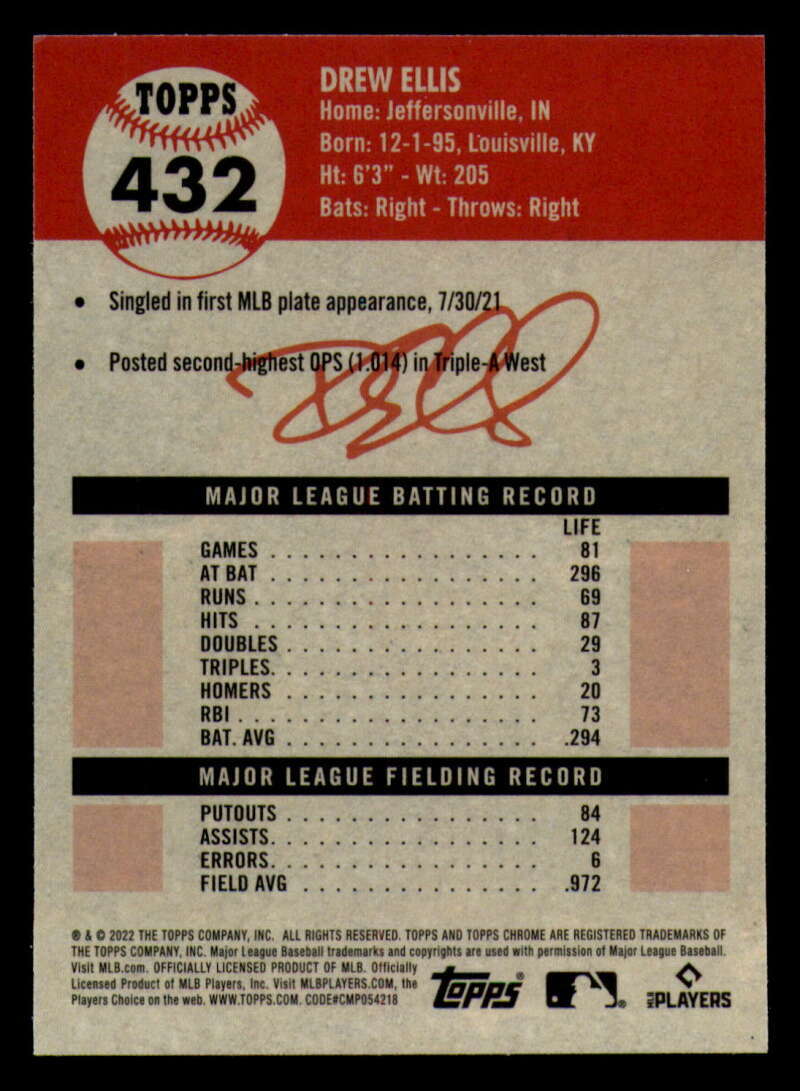 TOPPS
432
DREW ELLIS
Home: Jeffersonville, IN
Born: 12-1-95, Louisville, KY
Ht: 6'3" - Wt: 205
Bats: Right - Throws: Right
• Singled in first MLB plate appearance, 7/30/21
• Posted second-highest OPS (1.014) in Triple-A West
MAJOR LEAGUE BATTING RECORD
LIFE
GAMES . . . . . . . . . . . . . . . . . 81
AT BAT . . . . . . . . . . . . . . . . . 296
RUNS . . . . . . . . . . . . . . . . . . 69
HITS . . . . . . . . . . . . . . . . . . 87
DOUBLES . . . . . . . . . . . . . . . . 29
TRIPLES. . . . . . . . . . . . . . . . . 3
HOMERS . . . . . . . . . . . . . . . . 20
RBI . . . . . . . . . . . . . . . . . . . 73
BAT. AVG . . . . . . . . . . . . . . . . .294
MAJOR LEAGUE FIELDING RECORD
PUTOUTS . . . . . . . . . . . . . . . . 84
ASSISTS. . . . . . . . . . . . . . . . . 124
ERRORS. . . . . . . . . . . . . . . . . 6
FIELD AVG . . . . . . . . . . . . . . . .972
® & © 2022 THE TOPPS COMPANY, INC. ALL RIGHTS RESERVED. TOPPS AND TOPPS CHROME ARE REGISTERED TRADEMARKS OF
THE TOPPS COMPANY, INC. Major League Baseball trademarks and copyrights are used with permission of Major League Baseball.
Visit MLB.com. OFFICIALLY LICENSED PRODUCT OF MLB. Officially
Licensed Product of MLB Players, Inc. Visit MLBPLAYERS.COM, the
Players Choice on the web. WWW.TOPPS.COM. CODE#CMP054218
Topps®
MLB PLAYERS